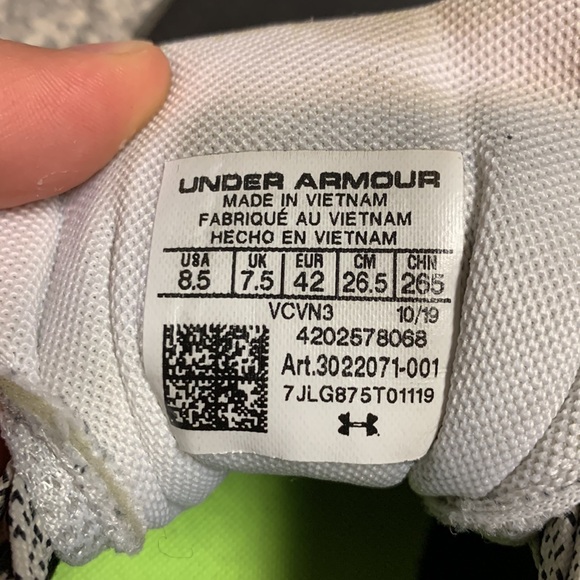 UNDER ARMOUR
MADE IN VIETNAM
FABRIQUÉ AU VIETNAM
HECHO EN VIETNAM
USA UK EUR CM CHN
8.5 7.5 42 26.5 265
VCVN3 10/19
4202578068
Art.3022071-001
7JLG875T01119